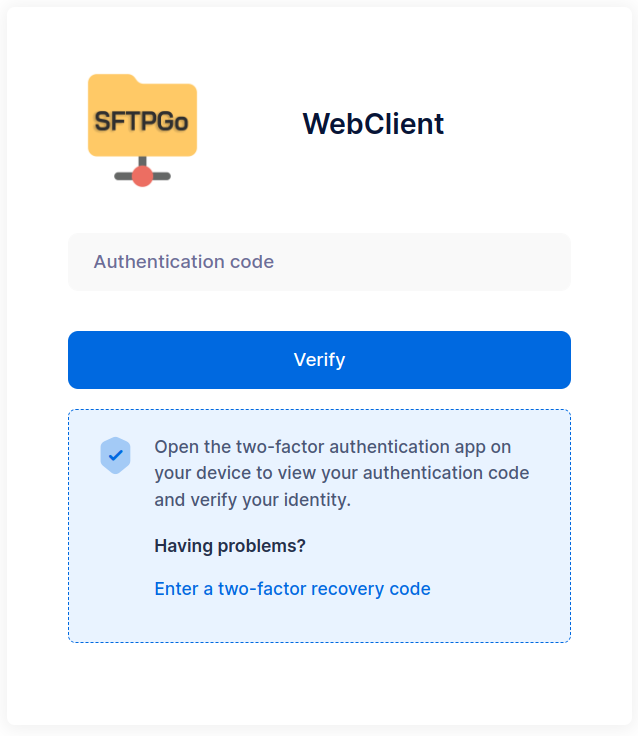 SFTPGo
WebClient
Authentication code
Verify
Open the two-factor authentication app on
your device to view your authentication code
and verify your identity.
Having problems?
Enter a two-factor recovery code